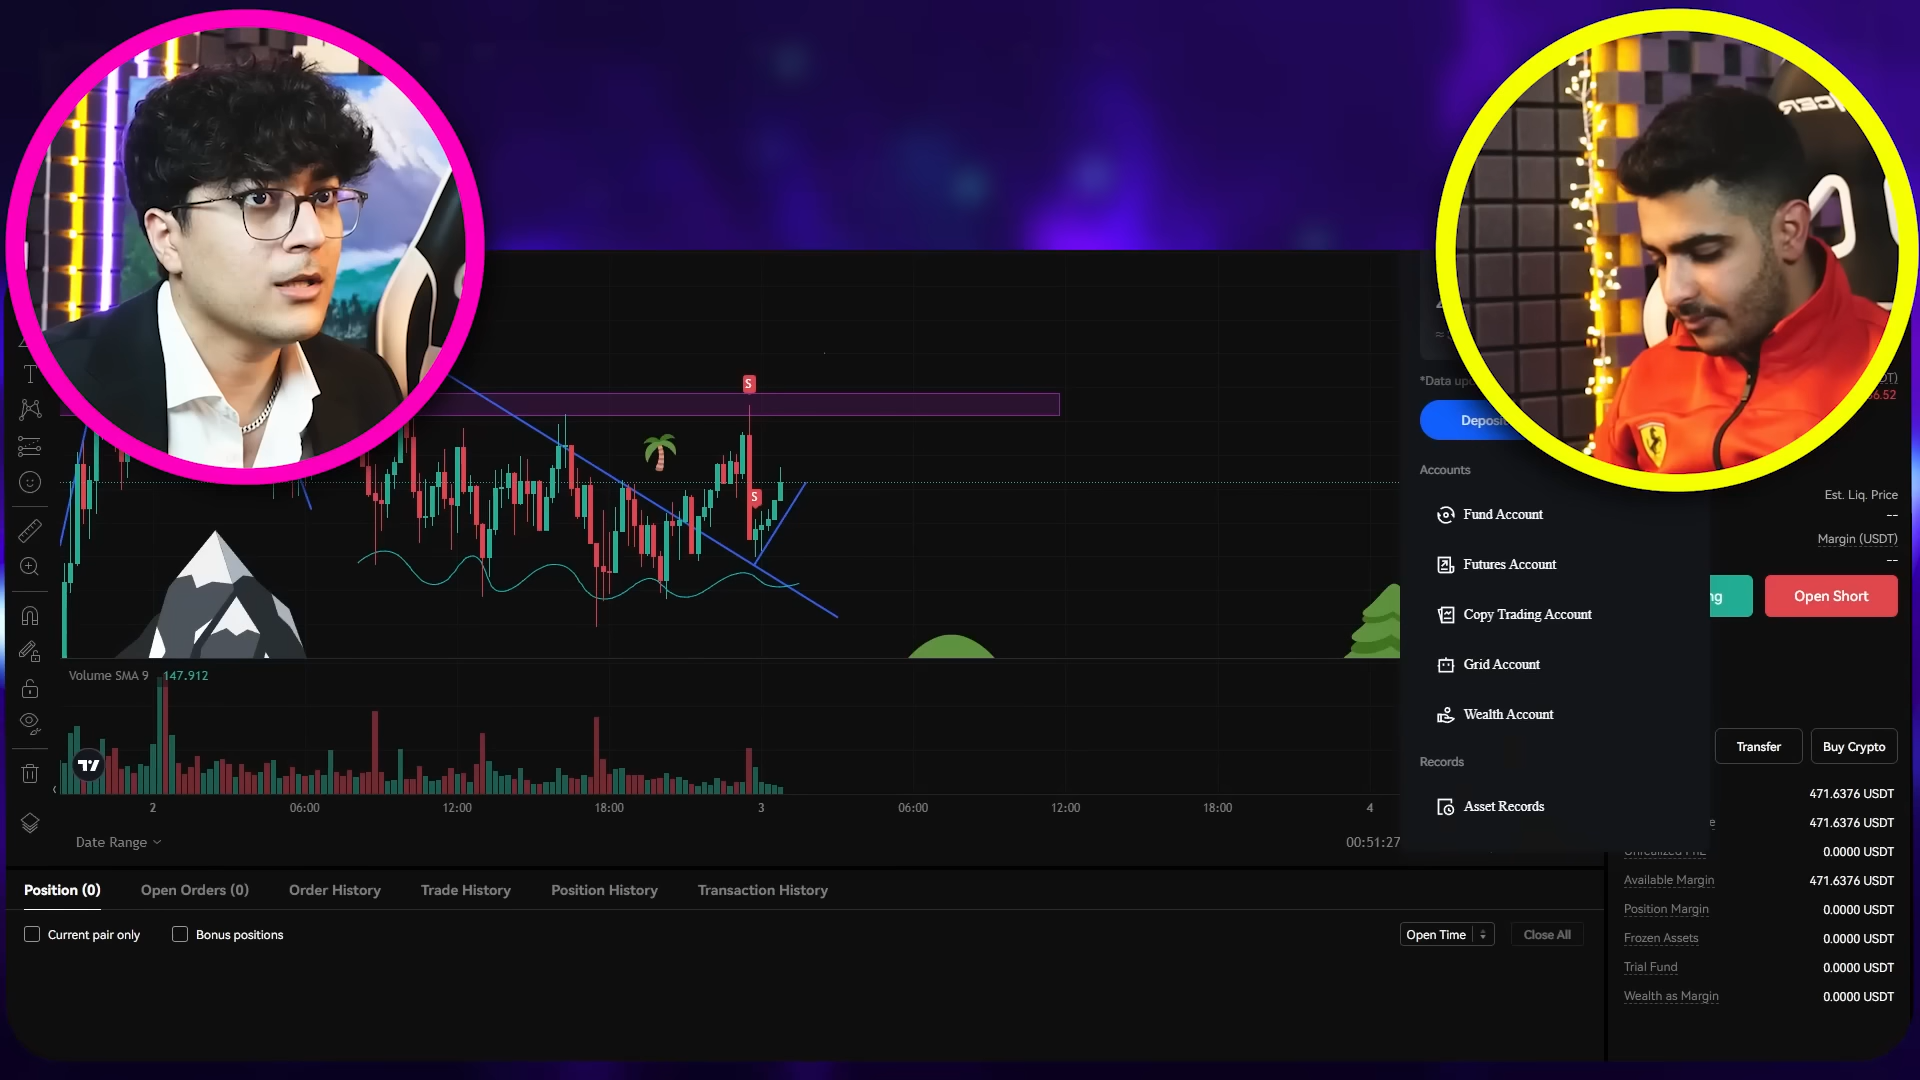 S
S
T
Volume SMA 9 147.912
2
06:00
12:00
18:00
3
06:00
12:00
18:00
4
Date Range
00:51:27
*Data
Deposit
Accounts
Fund Account
Futures Account
Copy Trading Account
Grid Account
Wealth Account
Records
Asset Records
6.52
Est. Liq. Price
--
Margin (USDT)
--
ng
Open Short
Transfer
Buy Crypto
471.6376 USDT
e 471.6376 USDT
0.0000 USDT
Available Margin 471.6376 USDT
Position Margin 0.0000 USDT
Frozen Assets 0.0000 USDT
Trial Fund 0.0000 USDT
Wealth as Margin 0.0000 USDT
Position (0)
Open Orders (0)
Order History
Trade History
Position History
Transaction History
Current pair only
Bonus positions
Open Time
Close All